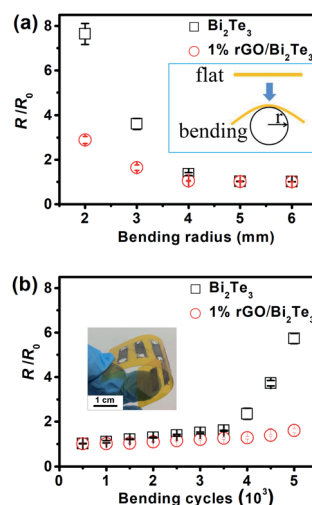 (a)
8
6
4
2
0
R/R₀
Bi₂Te₃
1% rGO/Bi₂Te₃
flat
bending
r
2 3 4 5 6
Bending radius (mm)
(b)
8
6
4
2
0
R/R₀
Bi₂Te₃
1% rGO/Bi₂Te₃
1 cm
0 1 2 3 4 5
Bending cycles (10³)